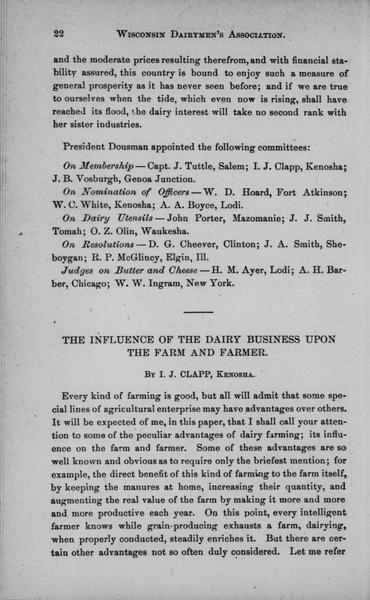 22 WISCONSIN DAIRYMEN'S ASSOCIATION.
and the moderate prices resulting therefrom, and with financial sta-
bility assured, this country is bound to enjoy such a measure of
general prosperity as it has never seen before; and if we are true
to ourselves when the tide, which even now is rising, shall have
reached its flood, the dairy interest will take no second rank with
her sister industries.
President Dousman appointed the following committees:
On Membership — Capt. J. Tuttle, Salem; I. J. Clapp, Kenosha;
J. B. Vosburgh, Genoa Junction.
On Nomination of Officers — W. D. Hoard, Fort Atkinson;
W. C. White, Kenosha; A. A. Boyce, Lodi.
On Dairy Utensils — John Porter, Mazomanie; J. J. Smith,
Tomah; O. Z. Olin, Waukesha.
On Resolutions — D. G. Cheever, Clinton; J. A. Smith, She-
boygan; R. P. McGlincy, Elgin, Ill.
Judges on Butter and Cheese — H. M. Ayer, Lodi; A. H. Bar-
ber, Chicago; W. W. Ingram, New York.
THE INFLUENCE OF THE DAIRY BUSINESS UPON
THE FARM AND FARMER.
BY I. J. CLAPP, KENOSHA.
Every kind of farming is good, but all will admit that some spe-
cial lines of agricultural enterprise may have advantages over others.
It will be expected of me, in this paper, that I shall call your atten-
tion to some of the peculiar advantages of dairy farming; its influ-
ence on the farm and farmer. Some of these advantages are so
well known and obvious as to require only the briefest mention; for
example, the direct benefit of this kind of farming to the farm itself,
by keeping the manures at home, increasing their quantity, and
augmenting the real value of the farm by making it more and more
and more productive each year. On this point, every intelligent
farmer knows while grain-producing exhausts a farm, dairying,
when properly conducted, steadily enriches it. But there are cer-
tain other advantages not so often duly considered. Let me refer